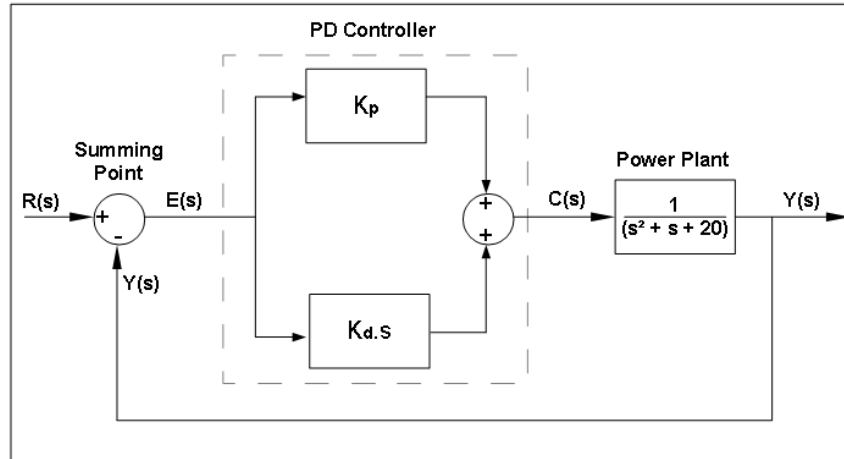 PD Controller
Kp
Summing
Point
Power Plant
R(s)
+
E(s)
+
C(s)
1
Y(s)
-
+
(s² + s + 20)
Y(s)
Kd.s